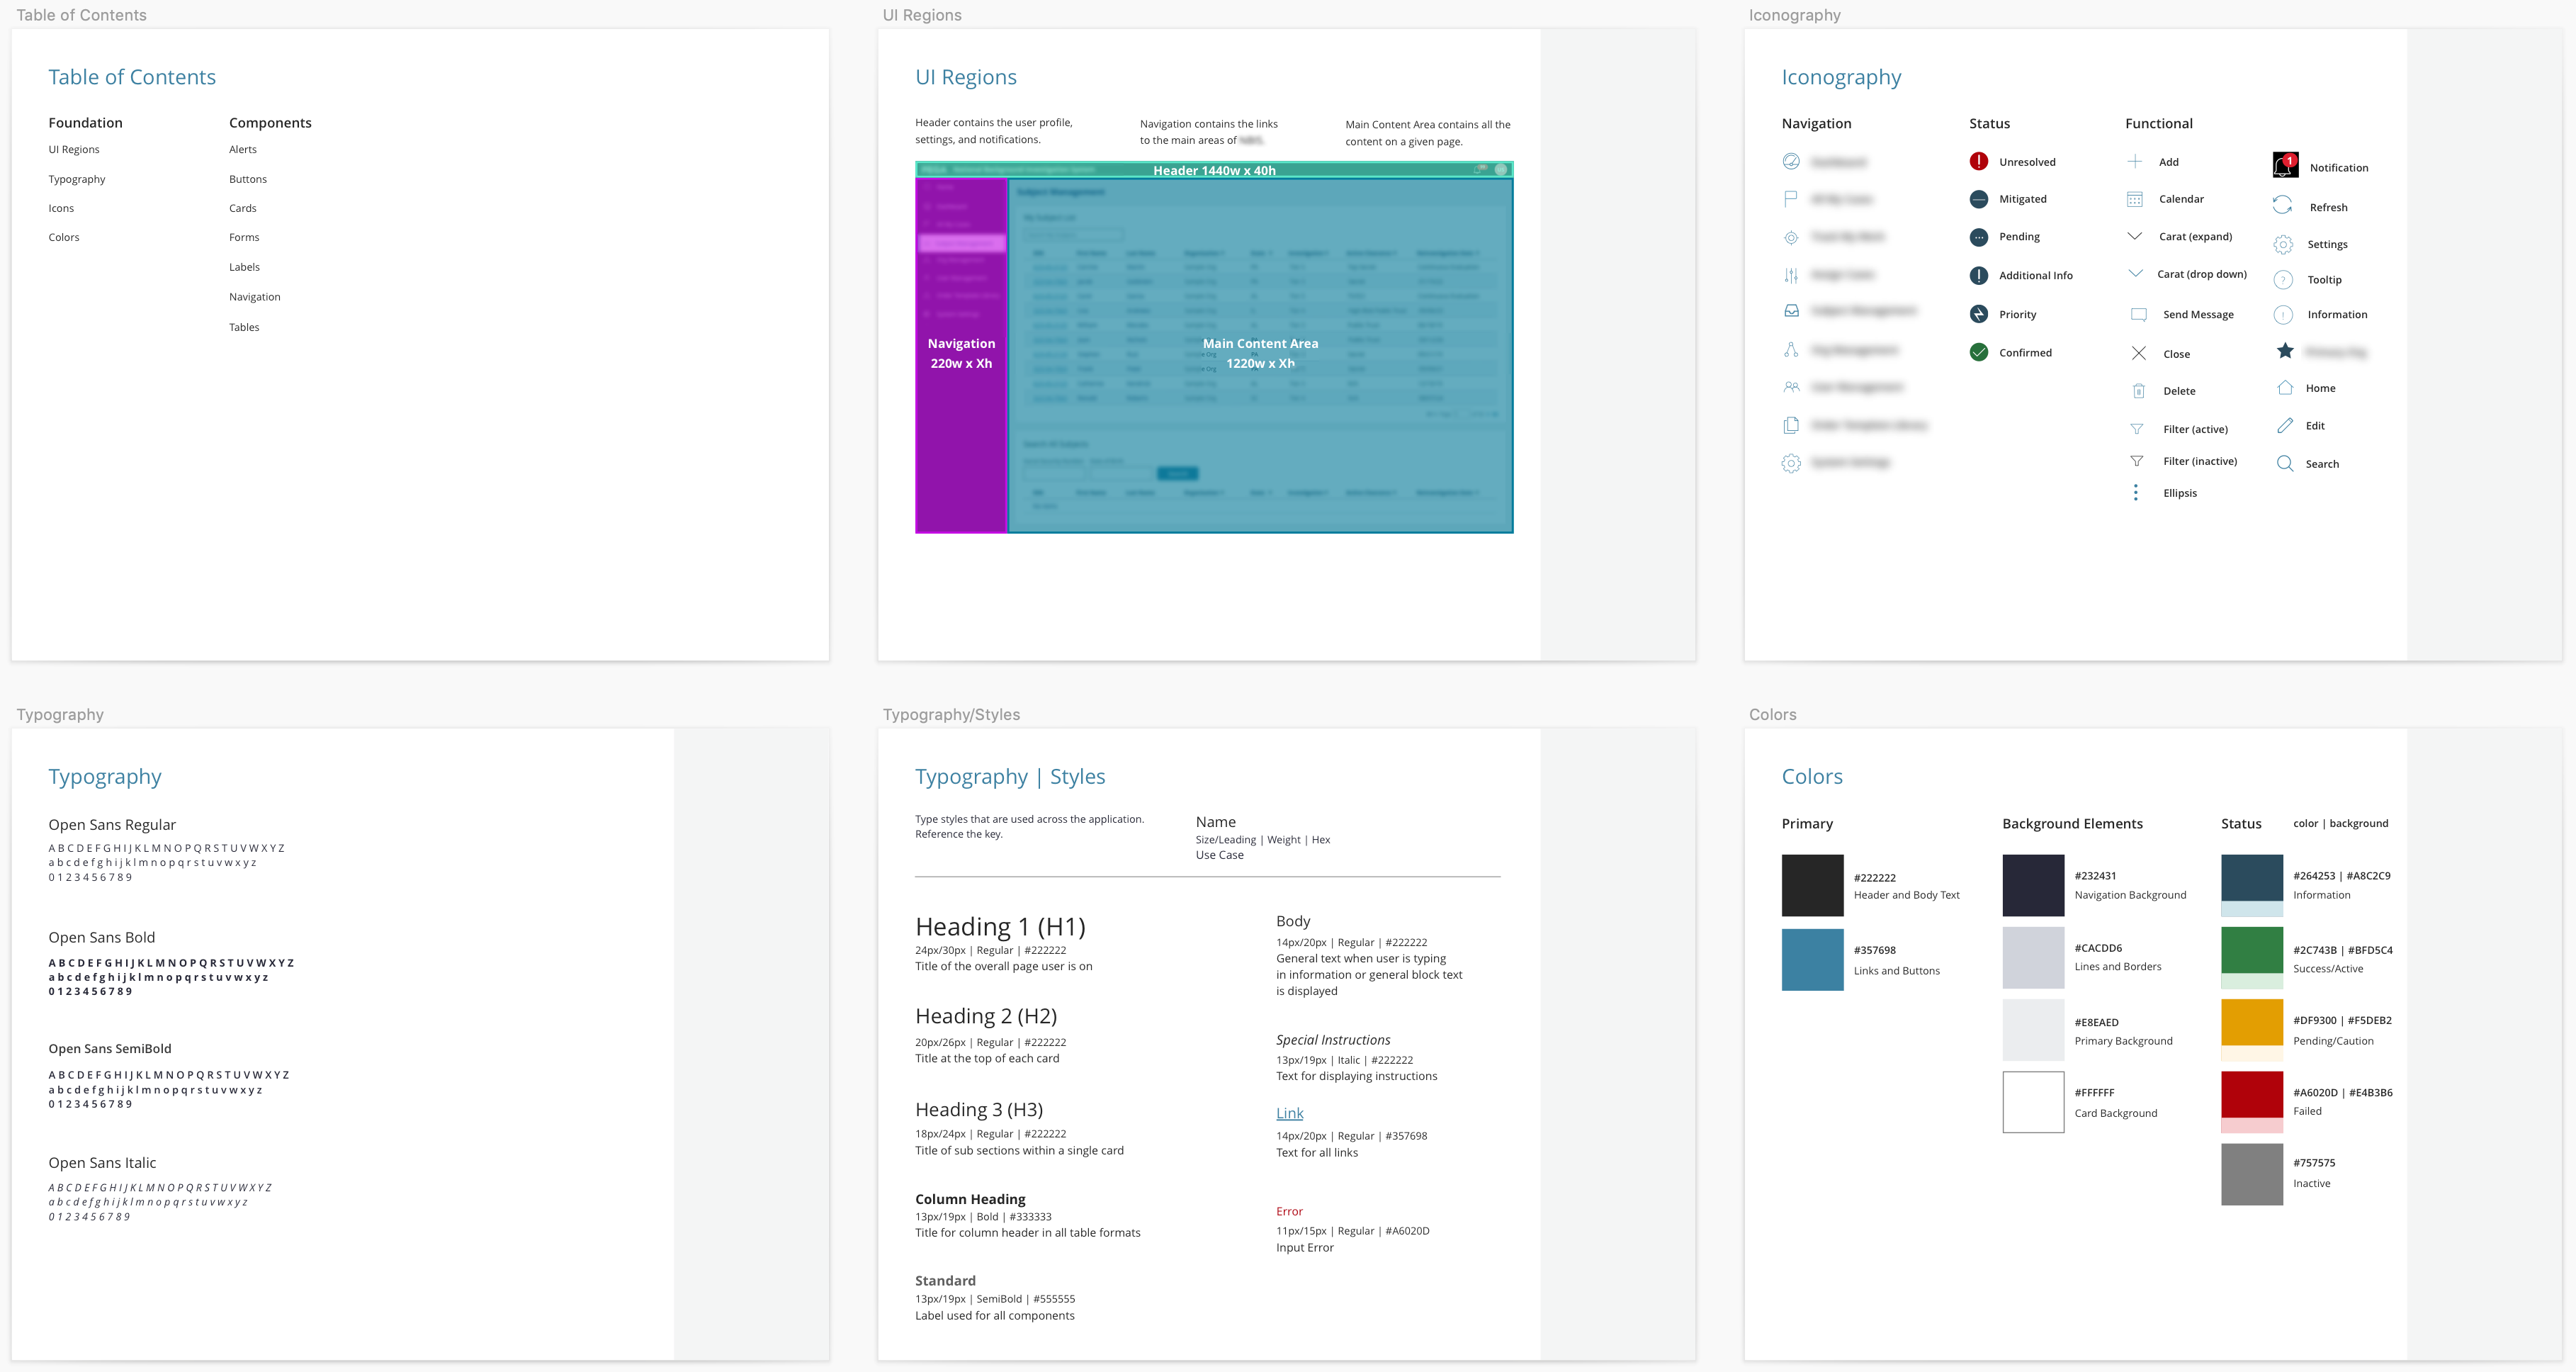 Table of Contents
Table of Contents
Foundation
UI Regions
Typography
Icons
Colors
Components
Alerts
Buttons
Cards
Forms
Labels
Navigation
Tables
UI Regions
UI Regions
Header contains the user profile,
settings, and notifications.
Navigation contains the links
to the main areas of
Main Content Area contains all the
content on a given page.
Header 1440w x 40h
Subject Management
Navigation
220w x Xh
Main Content Area
1220w x Xh
Iconography
Iconography
Navigation
Status
Unresolved
Mitigated
Pending
Additional Info
Priority
Confirmed
Functional
Add
Calendar
Carat (expand)
Carat (drop down)
Send Message
Close
Delete
Filter (active)
Filter (inactive)
Ellipsis
1
Notification
Refresh
Settings
Tooltip
Information
Home
Edit
Search
Typography
Typography
Open Sans Regular
A B C D E F G H I J K L M N O P Q R S T U V W X Y Z
a b c d e f g h i j k l m n o p q r s t u v w x y z
0 1 2 3 4 5 6 7 8 9
Open Sans Bold
A B C D E F G H I J K L M N O P Q R S T U V W X Y Z
a b c d e f g h i j k l m n o p q r s t u v w x y z
0 1 2 3 4 5 6 7 8 9
Open Sans SemiBold
A B C D E F G H I J K L M N O P Q R S T U V W X Y Z
a b c d e f g h i j k l m n o p q r s t u v w x y z
0 1 2 3 4 5 6 7 8 9
Open Sans Italic
A B C D E F G H I J K L M N O P Q R S T U V W X Y Z
a b c d e f g h i j k l m n o p q r s t u v w x y z
0 1 2 3 4 5 6 7 8 9
Typography/Styles
Typography | Styles
Type styles that are used across the application.
Reference the key.
Name
Size/Leading | Weight | Hex
Use Case
Heading 1 (H1)
24px/30px | Regular | #222222
Title of the overall page user is on
Heading 2 (H2)
20px/26px | Regular | #222222
Title at the top of each card
Heading 3 (H3)
18px/24px | Regular | #222222
Title of sub sections within a single card
Column Heading
13px/19px | Bold | #333333
Title for column header in all table formats
Standard
13px/19px | SemiBold | #555555
Label used for all components
Body
14px/20px | Regular | #222222
General text when user is typing
in information or general block text
is displayed
Special Instructions
13px/19px | Italic | #222222
Text for displaying instructions
Link
14px/20px | Regular | #357698
Text for all links
Error
11px/15px | Regular | #A6020D
Input Error
Colors
Colors
Primary
#222222
Header and Body Text
#357698
Links and Buttons
Background Elements
#232431
Navigation Background
#CACDD6
Lines and Borders
#E8EAED
Primary Background
#FFFFFF
Card Background
Status
color | background
#264253 | #A8C2C9
Information
#2C743B | #BFD5C4
Success/Active
#DF9300 | #F5DEB2
Pending/Caution
#A6020D | #E4B3B6
Failed
#757575
Inactive